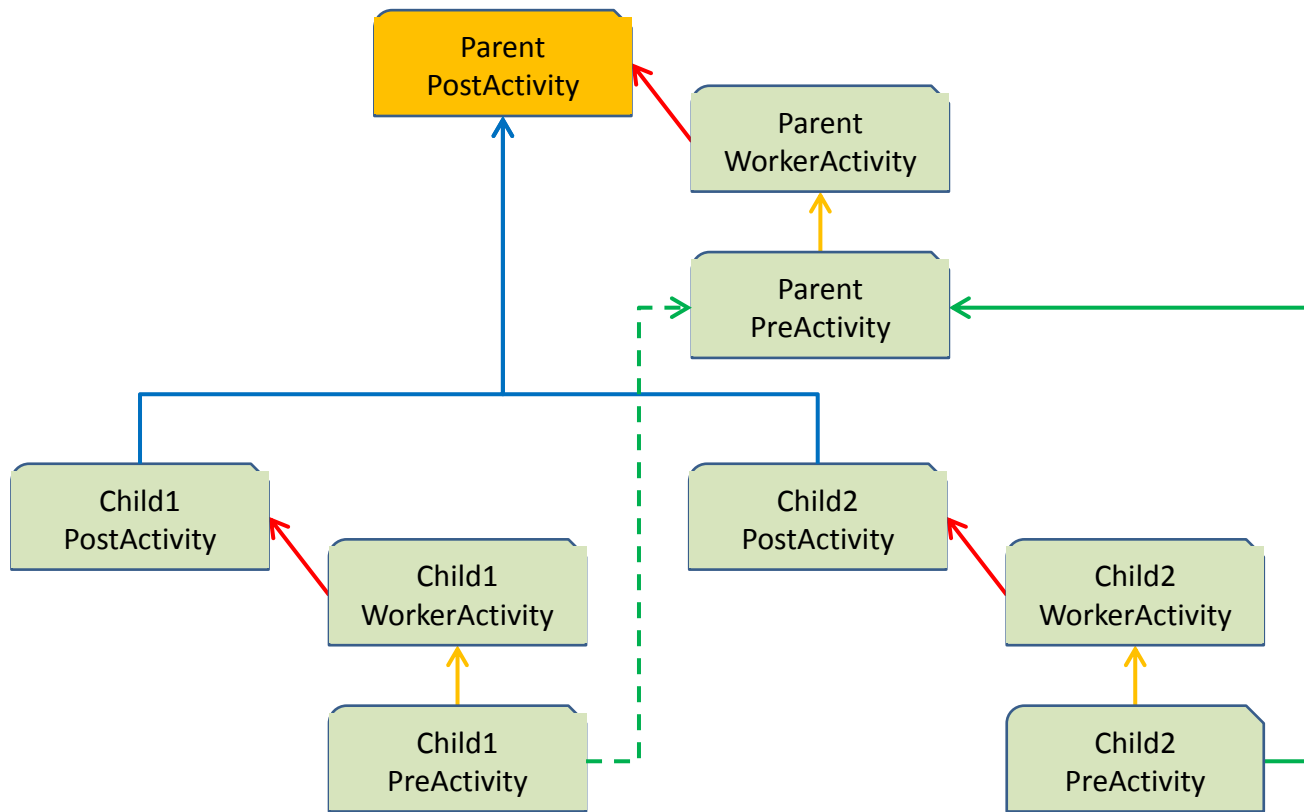 Parent
PostActivity
Parent
WorkerActivity
Parent
PreActivity
Child1
PostActivity
Child2
PostActivity
Child1
WorkerActivity
Child2
WorkerActivity
Child1
PreActivity
Child2
PreActivity